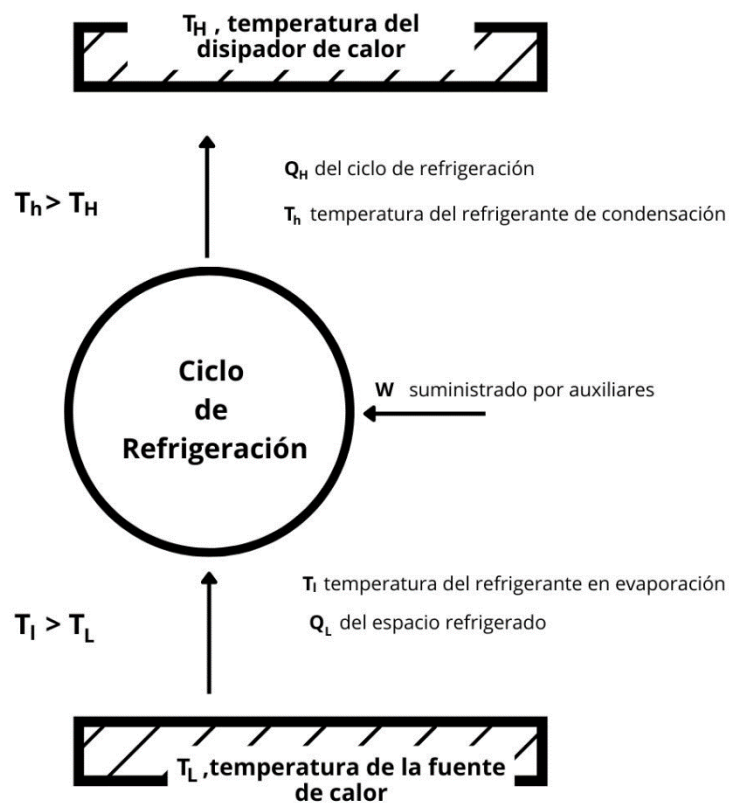 T_H , temperatura del
disipador de calor
Q_H del ciclo de refrigeración
T_h > T_H
T_h temperatura del refrigerante de condensación
Ciclo
de
Refrigeración
W suministrado por auxiliares
T_l temperatura del refrigerante en evaporación
T_l > T_L
Q_L del espacio refrigerado
T_L ,temperatura de la fuente
de calor